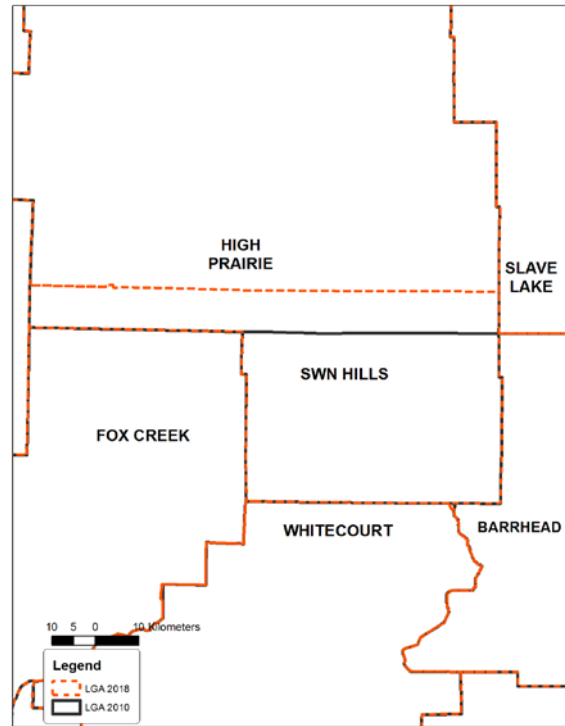 HIGH
PRAIRIE
SLAVE
LAKE
SWN HILLS
FOX CREEK
WHITECOURT
BARRHEAD
10 5 0 10 Kilometers
Legend
LGA 2018
LGA 2010